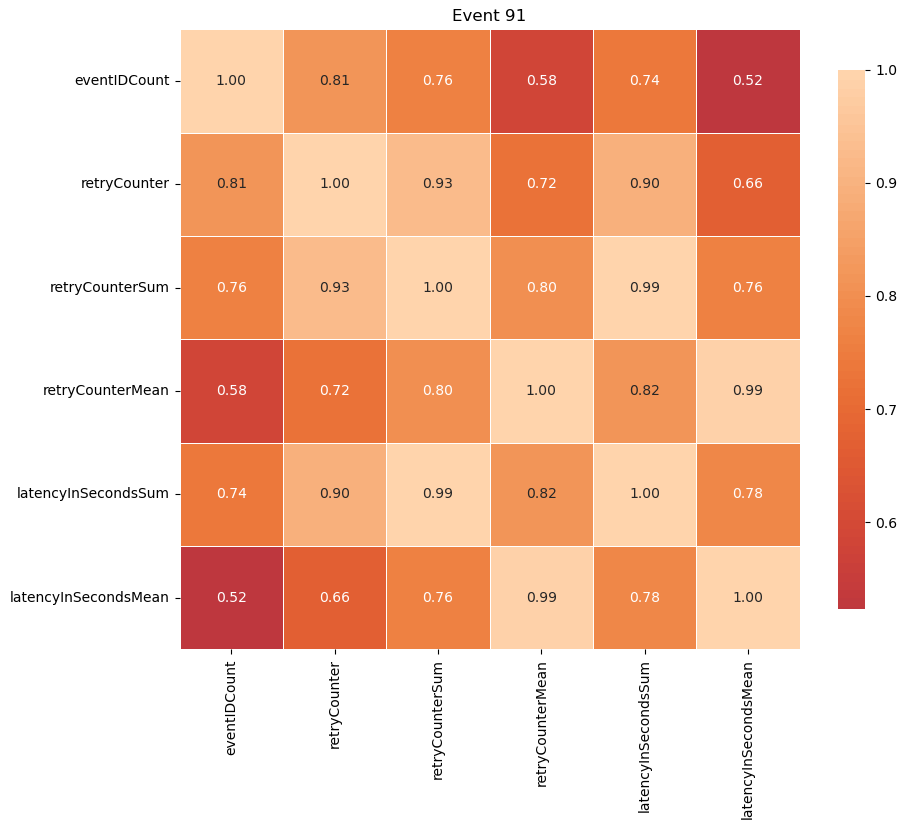 Event 91
eventIDCount 1.00 0.81 0.76 0.58 0.74 0.52
retryCounter 0.81 1.00 0.93 0.72 0.90 0.66
retryCounterSum 0.76 0.93 1.00 0.80 0.99 0.76
retryCounterMean 0.58 0.72 0.80 1.00 0.82 0.99
latencyInSecondsSum 0.74 0.90 0.99 0.82 1.00 0.78
latencyInSecondsMean 0.52 0.66 0.76 0.99 0.78 1.00
eventIDCount
retryCounter
retryCounterSum
retryCounterMean
latencyInSecondsSum
latencyInSecondsMean
1.0
0.9
0.8
0.7
0.6